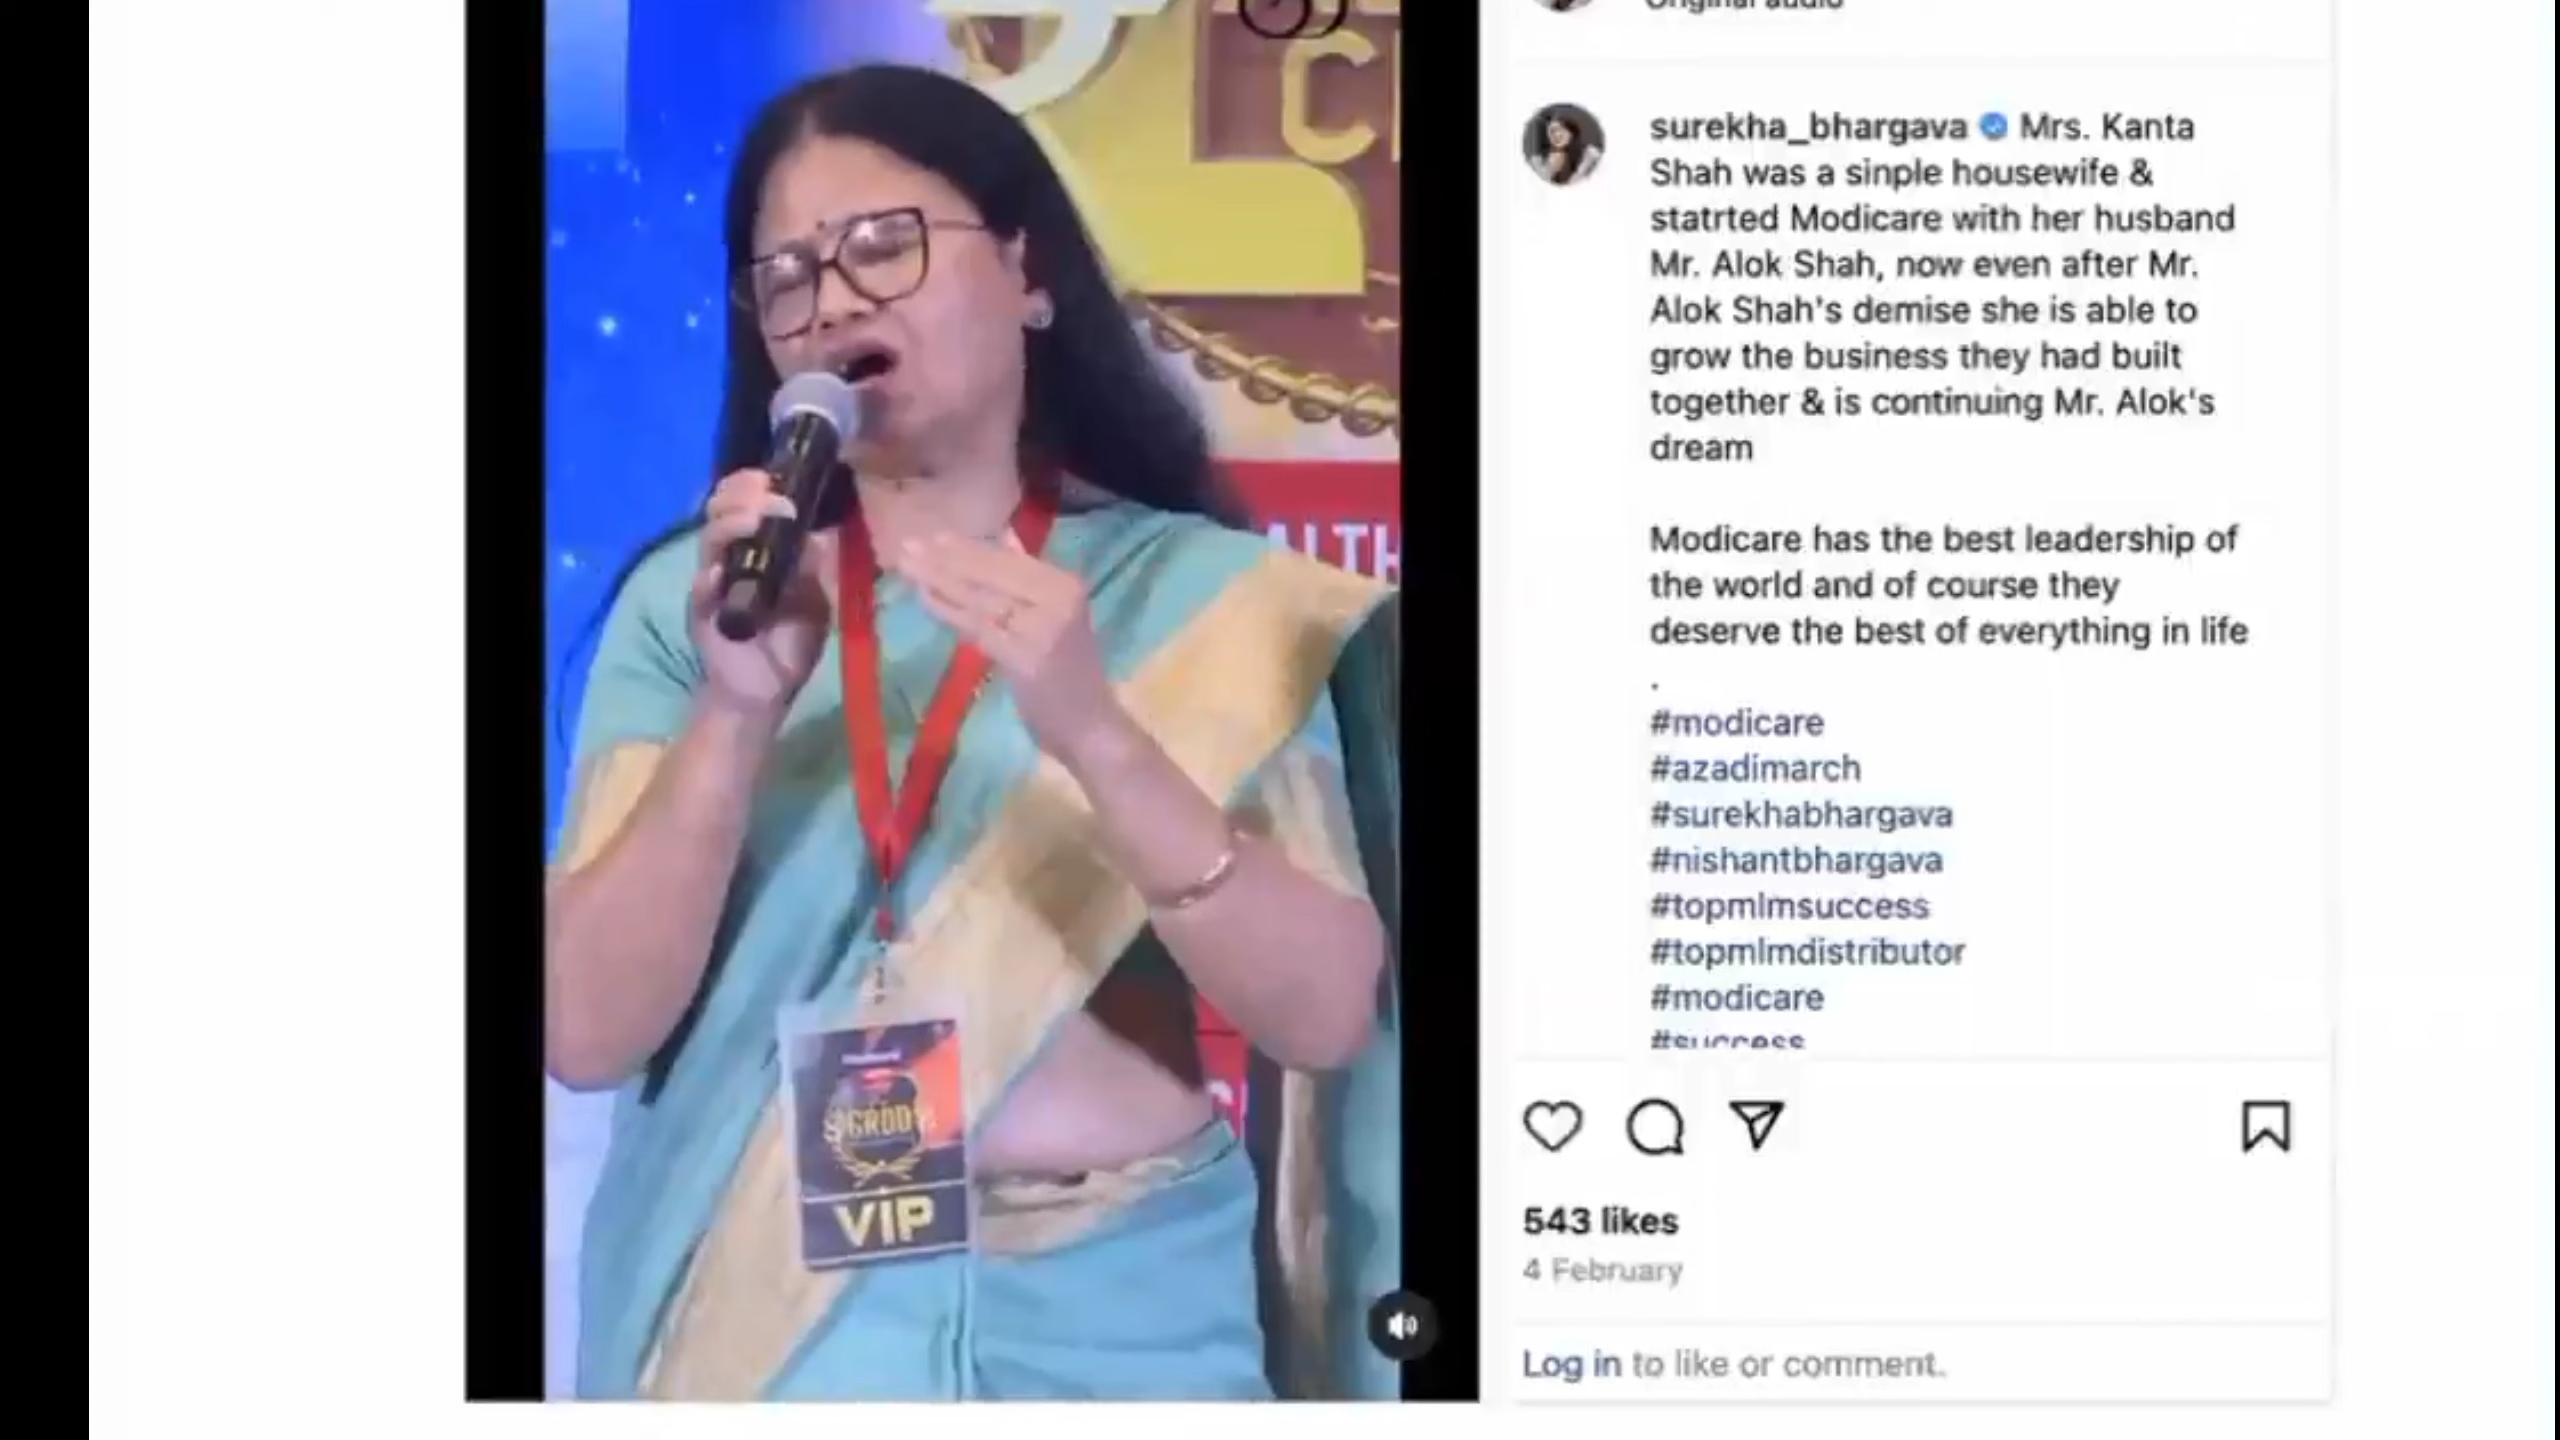 C
ALTH
GROD
VIP
Original audio
surekha_bhargava Mrs. Kanta
Shah was a sinple housewife &
statrted Modicare with her husband
Mr. Alok Shah, now even after Mr.
Alok Shah's demise she is able to
grow the business they had built
together & is continuing Mr. Alok's
dream
Modicare has the best leadership of
the world and of course they
deserve the best of everything in life
.
#modicare
#azadimarch
#surekhabhargava
#nishantbhargava
#topmlmsuccess
#topmlmdistributor
#modicare
#success
543 likes
4 February
Log in to like or comment.